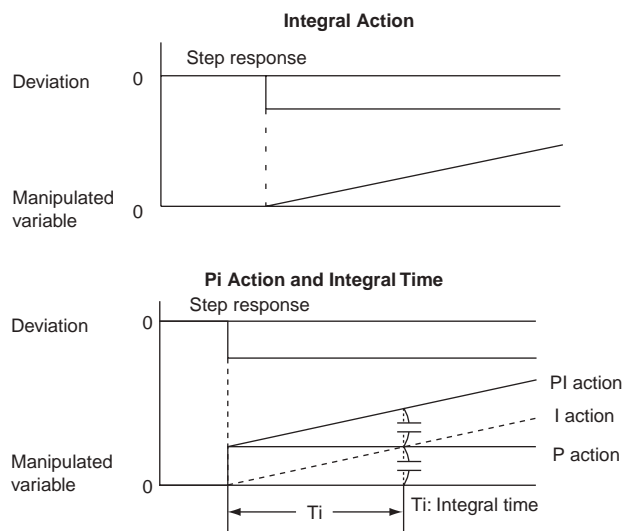 Integral Action
Step response
Deviation 0
Manipulated
variable 0
Pi Action and Integral Time
Step response
Deviation 0
PI action
I action
P action
Manipulated
variable 0
Ti
Ti: Integral time